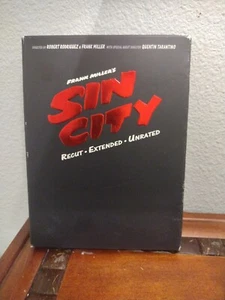 DIRECTED BY ROBERT RODRIGUEZ & FRANK MILLER WITH SPECIAL GUEST DIRECTOR QUENTIN TARANTINO
FRANK MILLER'S
SIN
CITY
RECUT • EXTENDED • UNRATED